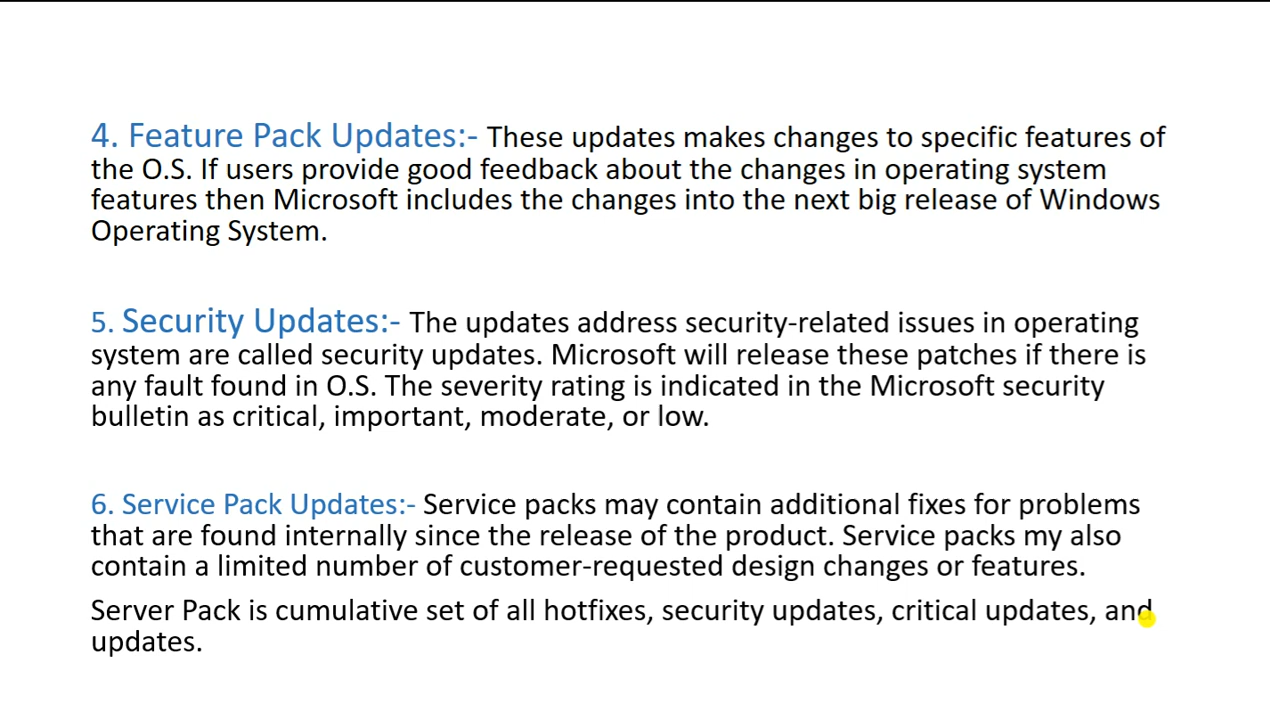 4. Feature Pack Updates:- These updates makes changes to specific features of
the O.S. If users provide good feedback about the changes in operating system
features then Microsoft includes the changes into the next big release of Windows
Operating System.
5. Security Updates:- The updates address security-related issues in operating
system are called security updates. Microsoft will release these patches if there is
any fault found in O.S. The severity rating is indicated in the Microsoft security
bulletin as critical, important, moderate, or low.
6. Service Pack Updates:- Service packs may contain additional fixes for problems
that are found internally since the release of the product. Service packs my also
contain a limited number of customer-requested design changes or features.
Server Pack is cumulative set of all hotfixes, security updates, critical updates, and
updates.